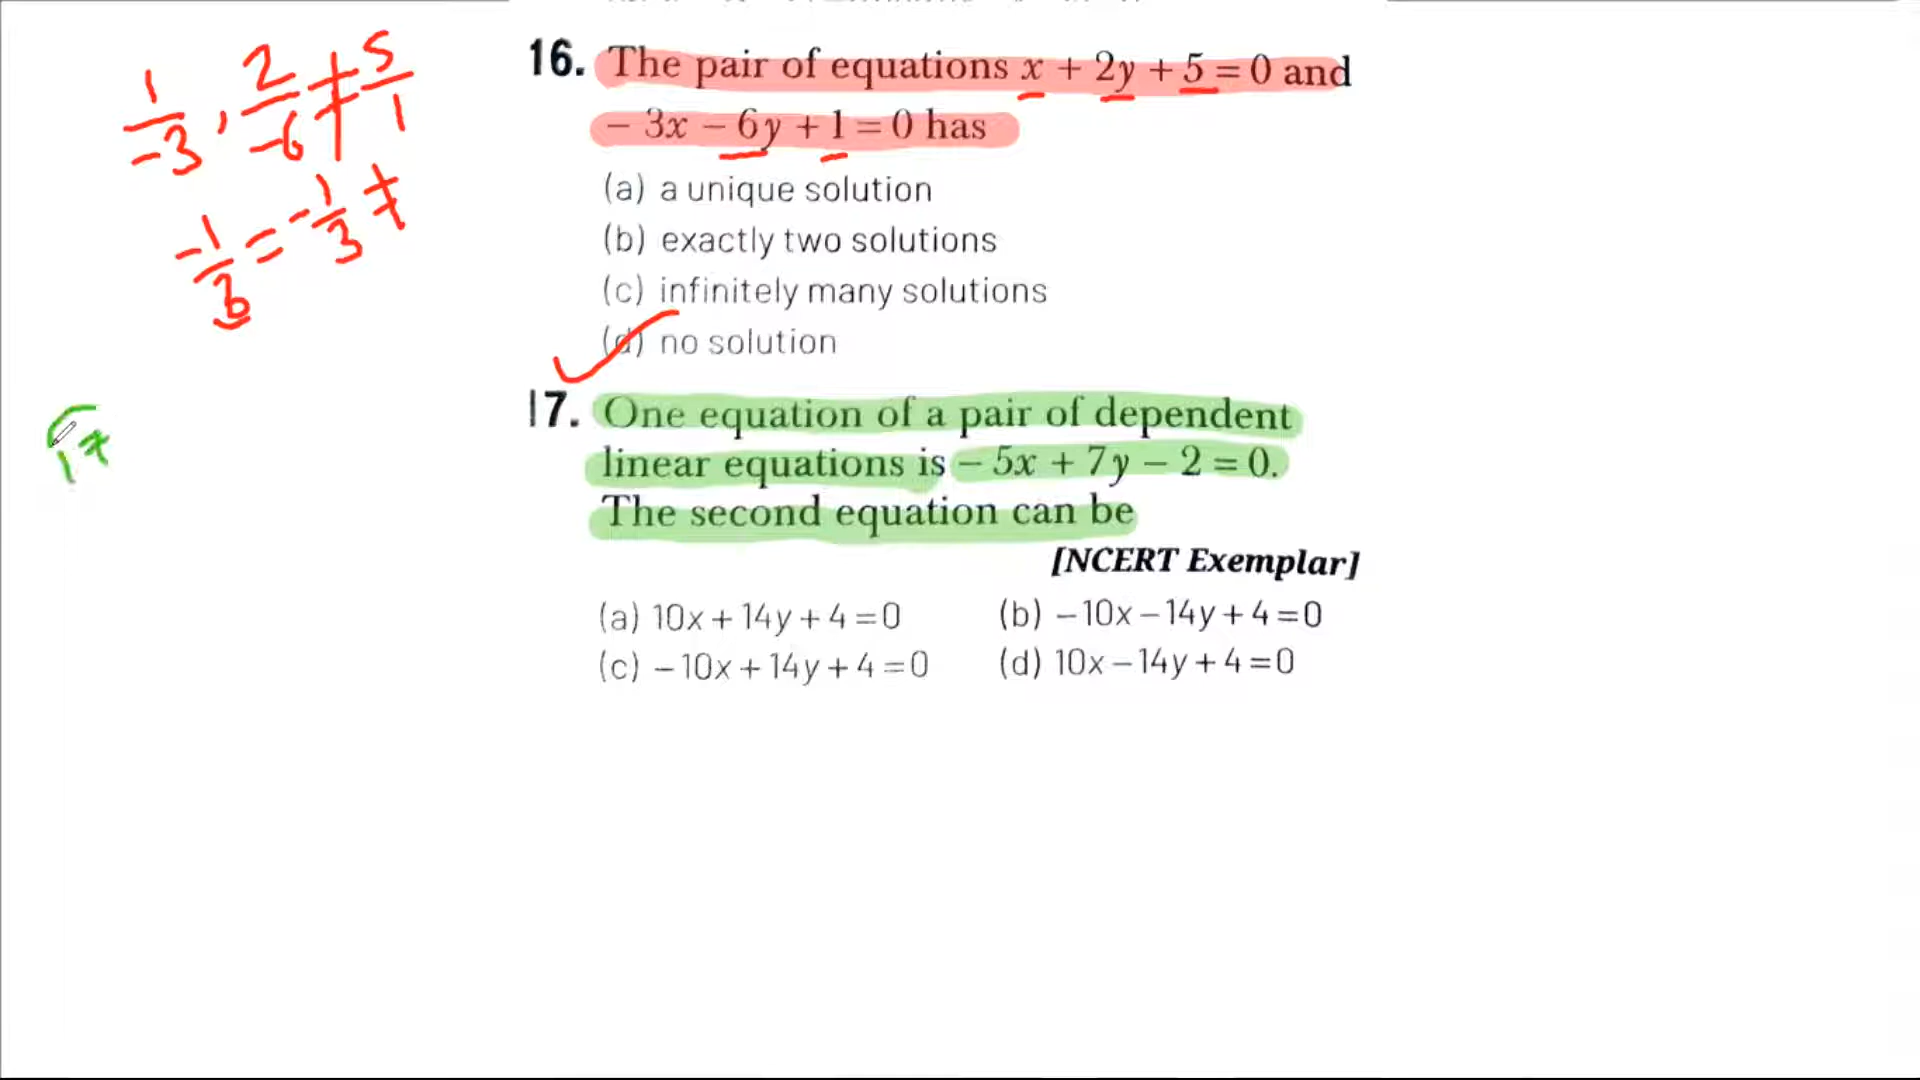 16. The pair of equations x + 2y + 5 = 0 and
– 3x – 6y + 1 = 0 has
(a) a unique solution
(b) exactly two solutions
(c) infinitely many solutions
(d) no solution
17. One equation of a pair of dependent
linear equations is – 5x + 7y – 2 = 0.
The second equation can be
[NCERT Exemplar]
(a) 10x + 14y + 4 = 0 (b) – 10x – 14y + 4 = 0
(c) – 10x + 14y + 4 = 0 (d) 10x – 14y + 4 = 0
1/-3, 2/-6 ≠ 5/1
-1/3 = -1/3 ≠
17